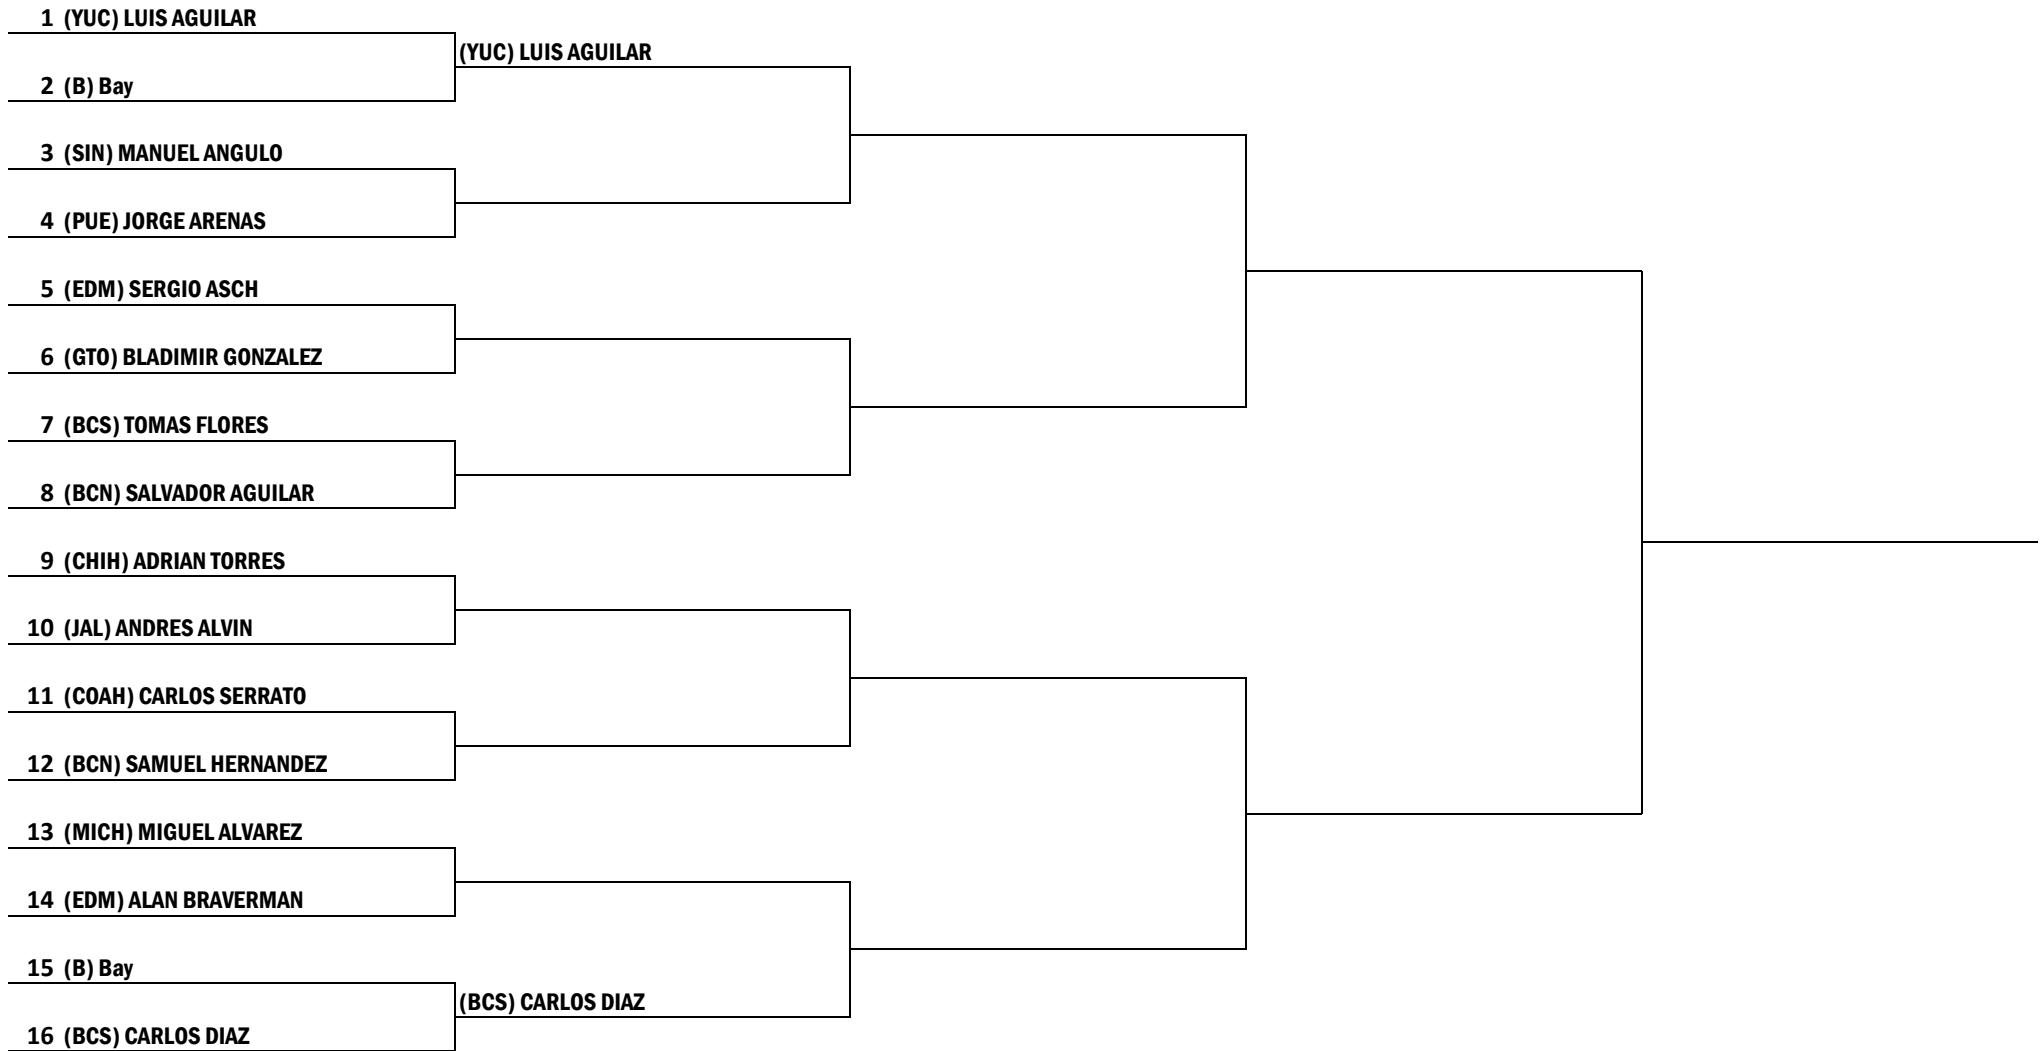 1 (YUC) LUIS AGUILAR
(YUC) LUIS AGUILAR
2 (B) Bay
3 (SIN) MANUEL ANGULO
4 (PUE) JORGE ARENAS
5 (EDM) SERGIO ASCH
6 (GTO) BLADIMIR GONZALEZ
7 (BCS) TOMAS FLORES
8 (BCN) SALVADOR AGUILAR
9 (CHIH) ADRIAN TORRES
10 (JAL) ANDRES ALVIN
11 (COAH) CARLOS SERRATO
12 (BCN) SAMUEL HERNANDEZ
13 (MICH) MIGUEL ALVAREZ
14 (EDM) ALAN BRAVERMAN
15 (B) Bay
(BCS) CARLOS DIAZ
16 (BCS) CARLOS DIAZ